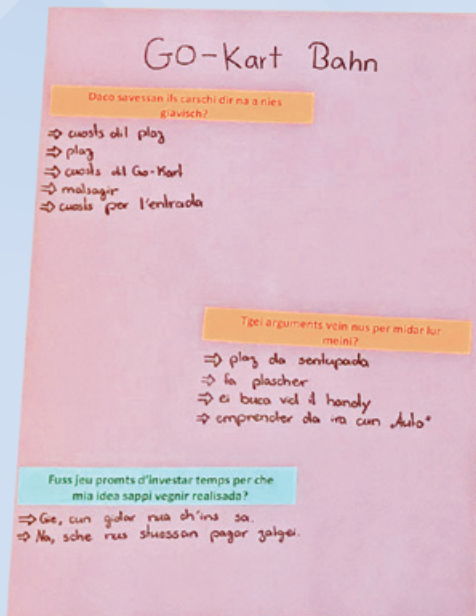 Go-Kart Bahn
Daco savessan ils carschi dir na a nies
giavisch?
⇒ cuosts dil plaz
⇒ plaz
⇒ cuosts dil Go-Kart
⇒ malsagir
⇒ cuosts per l'entrada
Tgei arguments vein nus per midar lur
meini?
⇒ plaz da sentupada
⇒ fa plascher
⇒ ei buca vid il handy
⇒ emprender da ira cun „Auto"
Fuss jeu promts d'investar temps per che
mia idea sappi vegnir realisada?
⇒ Ge, cun gidar nua ch'ins sa.
⇒ Na, sche nus stuessan pagar zatgei.